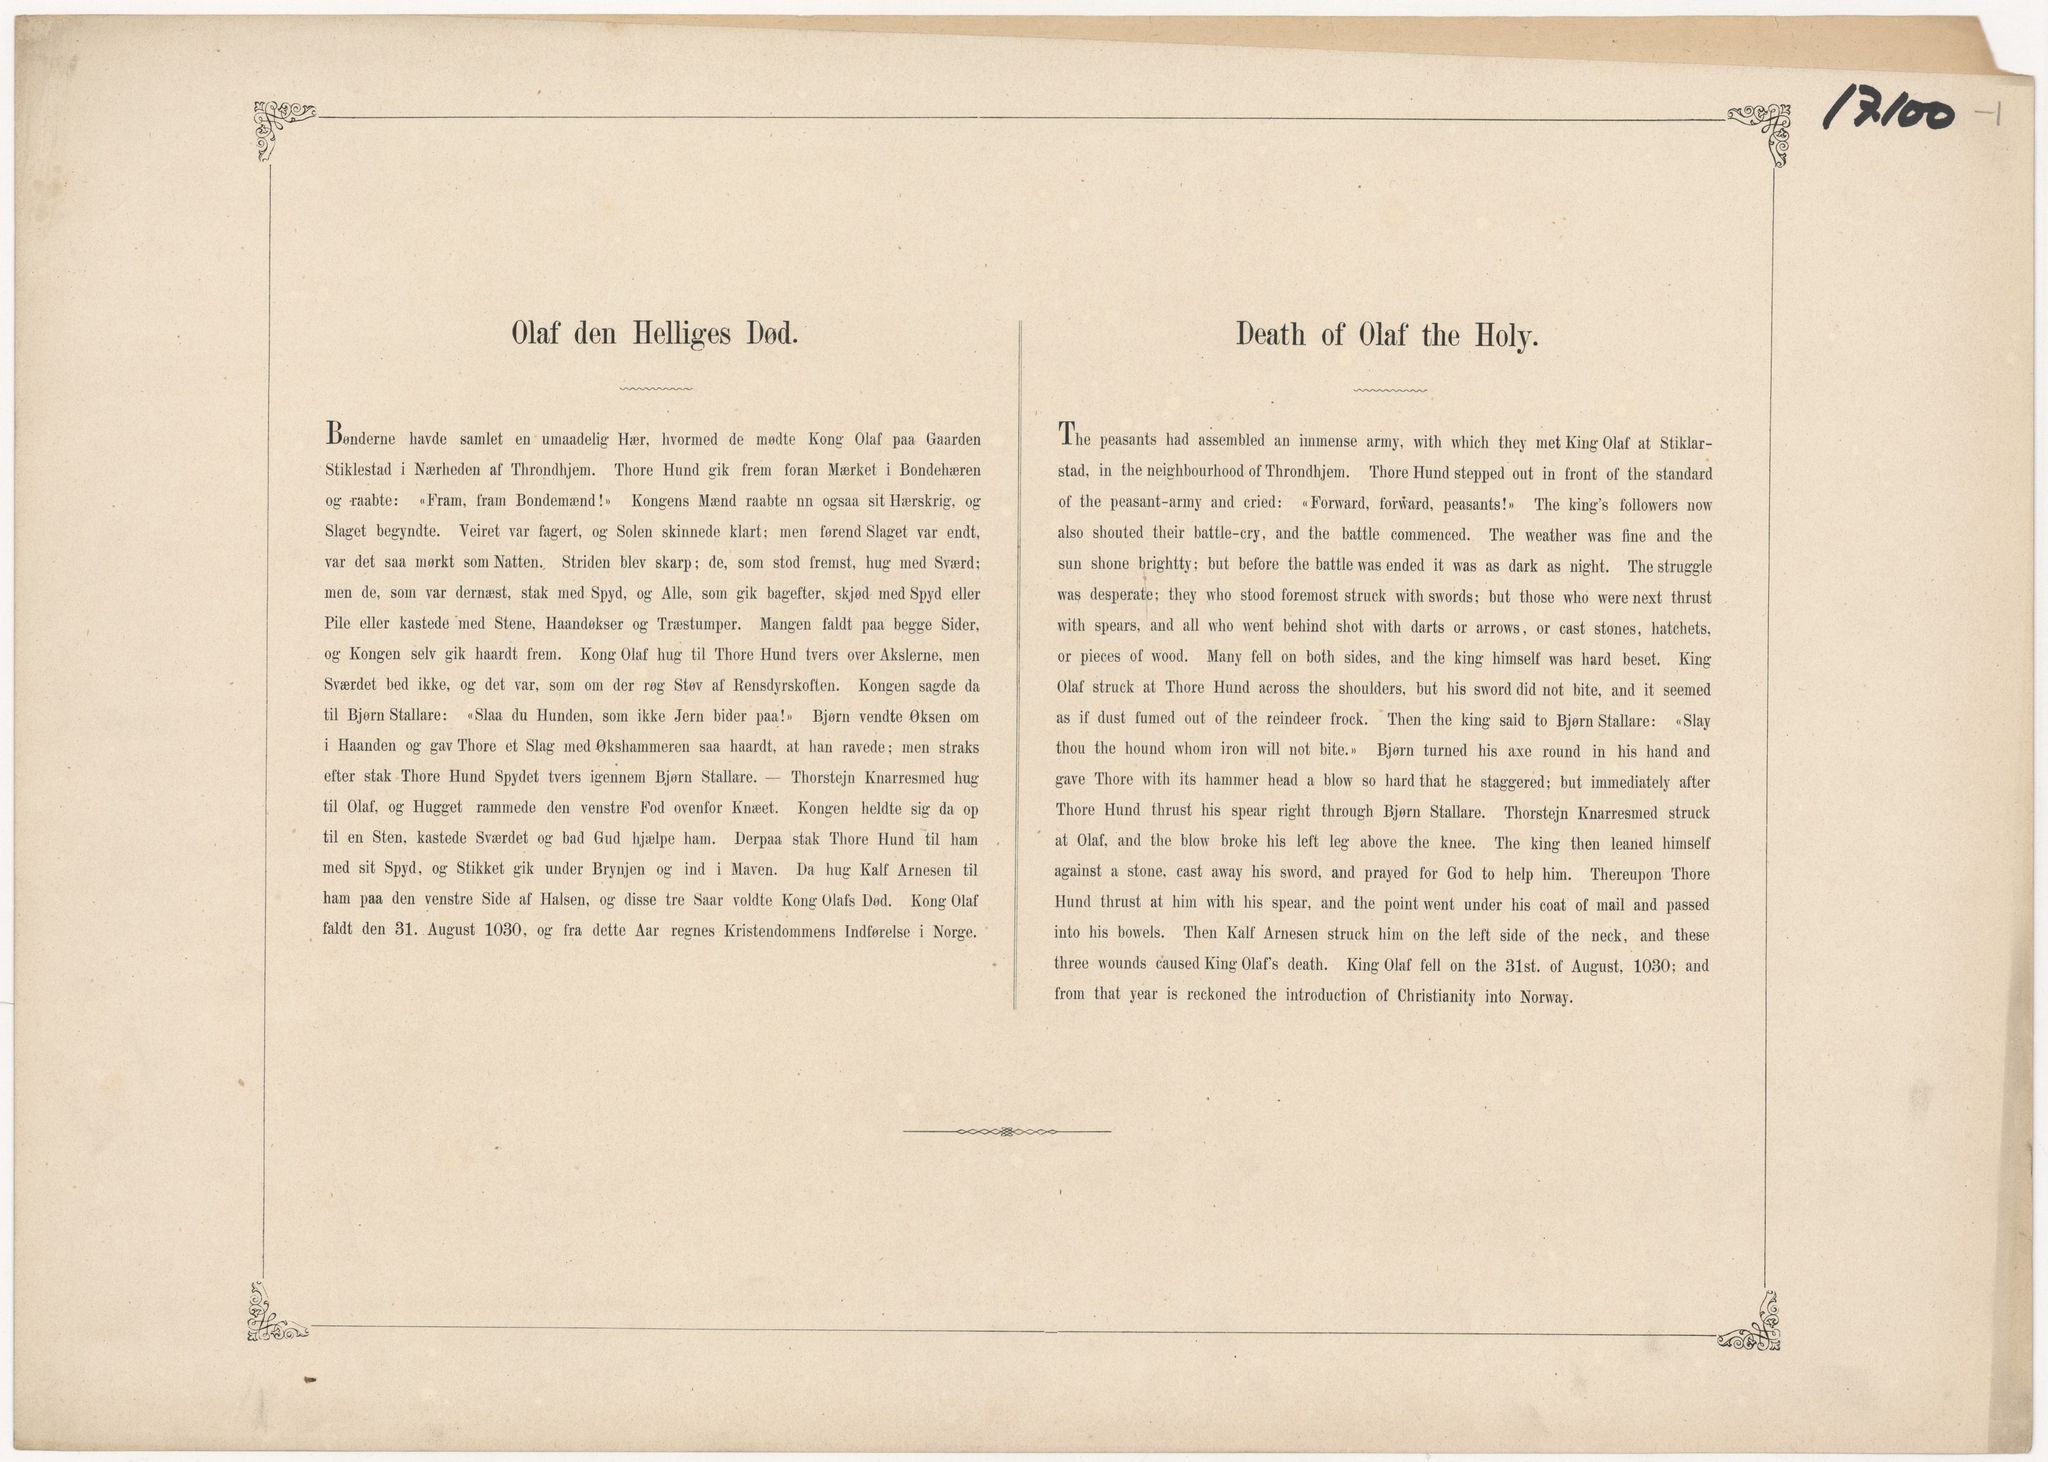 17100 -1
Olaf den Helliges Død.
Bønderne havde samlet en umaadelig Hær, hvormed de mødte Kong Olaf paa Gaarden
Stiklestad i Nærheden af Throndhjem. Thore Hund gik frem foran Mærket i Bondehæren
og raabte: «Fram, fram Bondemænd!» Kongens Mænd raabte nn ogsaa sit Hærskrig, og
Slaget begyndte. Veiret var fagert, og Solen skinnede klart; men førend Slaget var endt,
var det saa mørkt som Natten. Striden blev skarp; de, som stod fremst, hug med Sværd;
men de, som var dernæst, stak med Spyd, og Alle, som gik bagefter, skjød med Spyd eller
Pile eller kastede med Stene, Haandøkser og Træstumper. Mangen faldt paa begge Sider,
og Kongen selv gik haardt frem. Kong Olaf hug til Thore Hund tvers over Akslerne, men
Sværdet bed ikke, og det var, som om der røg Støv af Rensdyrskoften. Kongen sagde da
til Bjørn Stallare: «Slaa du Hunden, som ikke Jern bider paa!» Bjørn vendte Øksen om
i Haanden og gav Thore et Slag med Økshammeren saa haardt, at han ravede; men straks
efter stak Thore Hund Spydet tvers igennem Bjørn Stallare. — Thorstejn Knarresmed hug
til Olaf, og Hugget rammede den venstre Fod ovenfor Knæet. Kongen heldte sig da op
til en Sten, kastede Sværdet og bad Gud hjælpe ham. Derpaa stak Thore Hund til ham
med sit Spyd, og Stikket gik under Brynjen og ind i Maven. Da hug Kalf Arnesen til
ham paa den venstre Side af Halsen, og disse tre Saar voldte Kong Olafs Død. Kong Olaf
faldt den 31. August 1030, og fra dette Aar regnes Kristendommens Indførelse i Norge.
Death of Olaf the Holy.
The peasants had assembled an immense army, with which they met King Olaf at Stiklar-
stad, in the neighbourhood of Throndhjem. Thore Hund stepped out in front of the standard
of the peasant-army and cried: «Forward, forward, peasants!» The king's followers now
also shouted their battle-cry, and the battle commenced. The weather was fine and the
sun shone brightty; but before the battle was ended it was as dark as night. The struggle
was desperate; they who stood foremost struck with swords; but those who were next thrust
with spears, and all who went behind shot with darts or arrows, or cast stones, hatchets,
or pieces of wood. Many fell on both sides, and the king himself was hard beset. King
Olaf struck at Thore Hund across the shoulders, but his sword did not bite, and it seemed
as if dust fumed out of the reindeer frock. Then the king said to Bjørn Stallare: «Slay
thou the hound whom iron will not bite.» Bjørn turned his axe round in his hand and
gave Thore with its hammer head a blow so hard that he staggered; but immediately after
Thore Hund thrust his spear right through Bjørn Stallare. Thorstejn Knarresmed struck
at Olaf, and the blow broke his left leg above the knee. The king then leaned himself
against a stone, cast away his sword, and prayed for God to help him. Thereupon Thore
Hund thrust at him with his spear, and the point went under his coat of mail and passed
into his bowels. Then Kalf Arnesen struck him on the left side of the neck, and these
three wounds caused King Olaf's death. King Olaf fell on the 31st. of August, 1030; and
from that year is reckoned the introduction of Christianity into Norway.